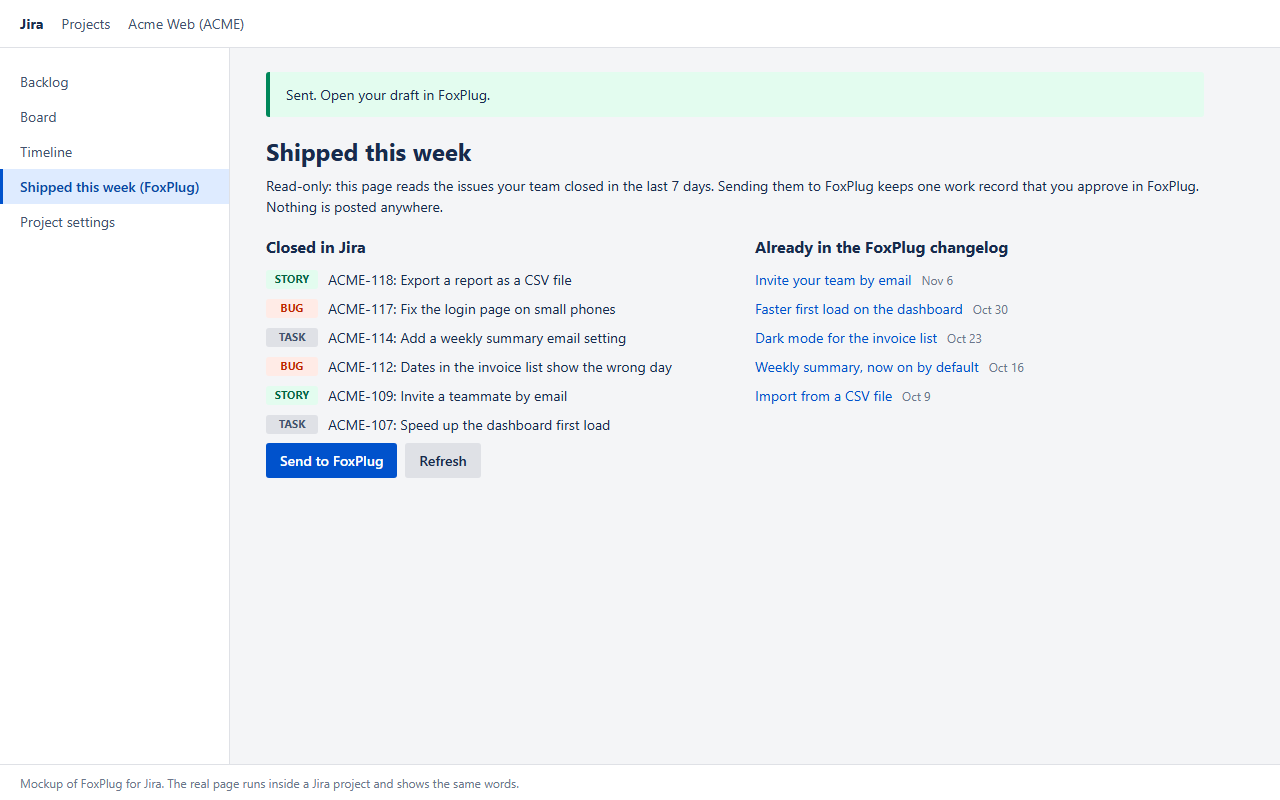 Jira Projects Acme Web (ACME)
Backlog
Board
Timeline
Shipped this week (FoxPlug)
Project settings
Sent. Open your draft in FoxPlug.
Shipped this week
Read-only: this page reads the issues your team closed in the last 7 days. Sending them to FoxPlug keeps one work record that you approve in FoxPlug.
Nothing is posted anywhere.
Closed in Jira
STORY ACME-118: Export a report as a CSV file
BUG ACME-117: Fix the login page on small phones
TASK ACME-114: Add a weekly summary email setting
BUG ACME-112: Dates in the invoice list show the wrong day
STORY ACME-109: Invite a teammate by email
TASK ACME-107: Speed up the dashboard first load
Send to FoxPlug Refresh
Already in the FoxPlug changelog
Invite your team by email Nov 6
Faster first load on the dashboard Oct 30
Dark mode for the invoice list Oct 23
Weekly summary, now on by default Oct 16
Import from a CSV file Oct 9
Mockup of FoxPlug for Jira. The real page runs inside a Jira project and shows the same words.